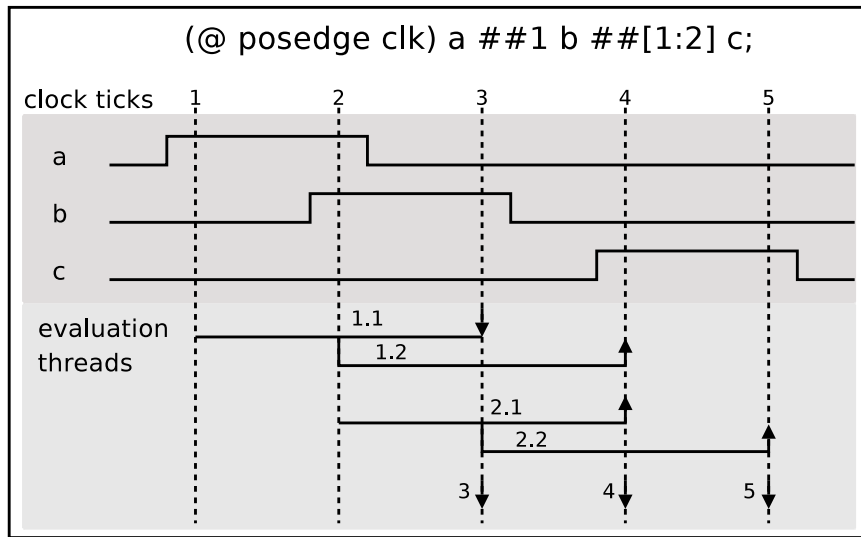 (@ posedge clk) a ##1 b ##[1:2] c;
clock ticks 1 2 3 4 5
a
b
c
evaluation
threads
1.1
1.2
2.1
2.2
3 4 5